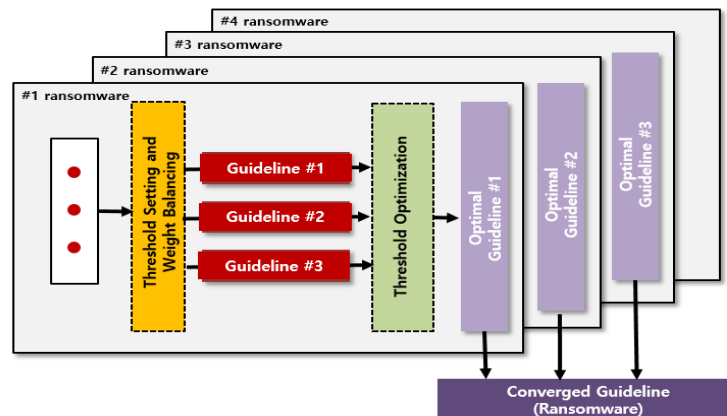 #4 ransomware
#3 ransomware
#2 ransomware
#1 ransomware
Threshold Setting and
Weight Balancing
Guideline #1
Guideline #2
Guideline #3
Threshold Optimization
Optimal
Guideline #1
Optimal
Guideline #2
Optimal
Guideline #3
Converged Guideline
(Ransomware)